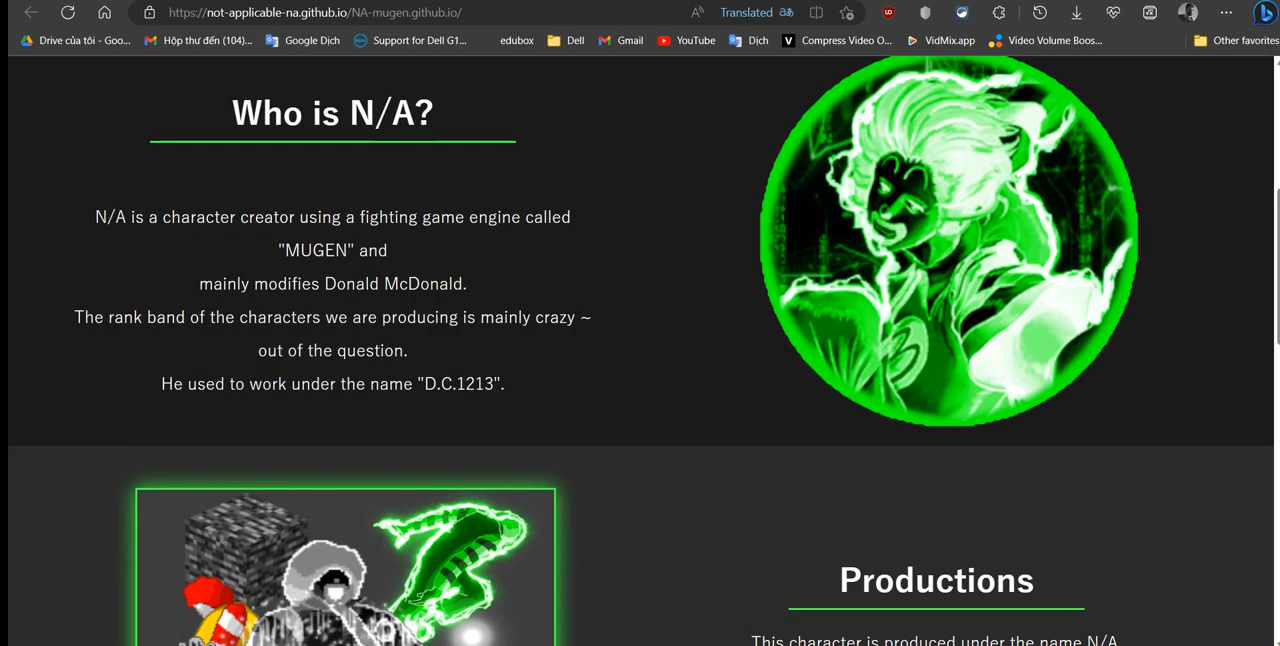 https://not-applicable-na.github.io/NA-mugen.github.io/
Translated
Drive của tôi - Goo...
Hộp thư đến (104)...
Google Dịch
Support for Dell G1...
edubox
Dell
Gmail
YouTube
Dịch
Compress Video O...
VidMix.app
Video Volume Boos...
Other favorites
Who is N/A?
N/A is a character creator using a fighting game engine called
"MUGEN" and
mainly modifies Donald McDonald.
The rank band of the characters we are producing is mainly crazy ~
out of the question.
He used to work under the name "D.C.1213".
Productions
This character is produced under the name N/A